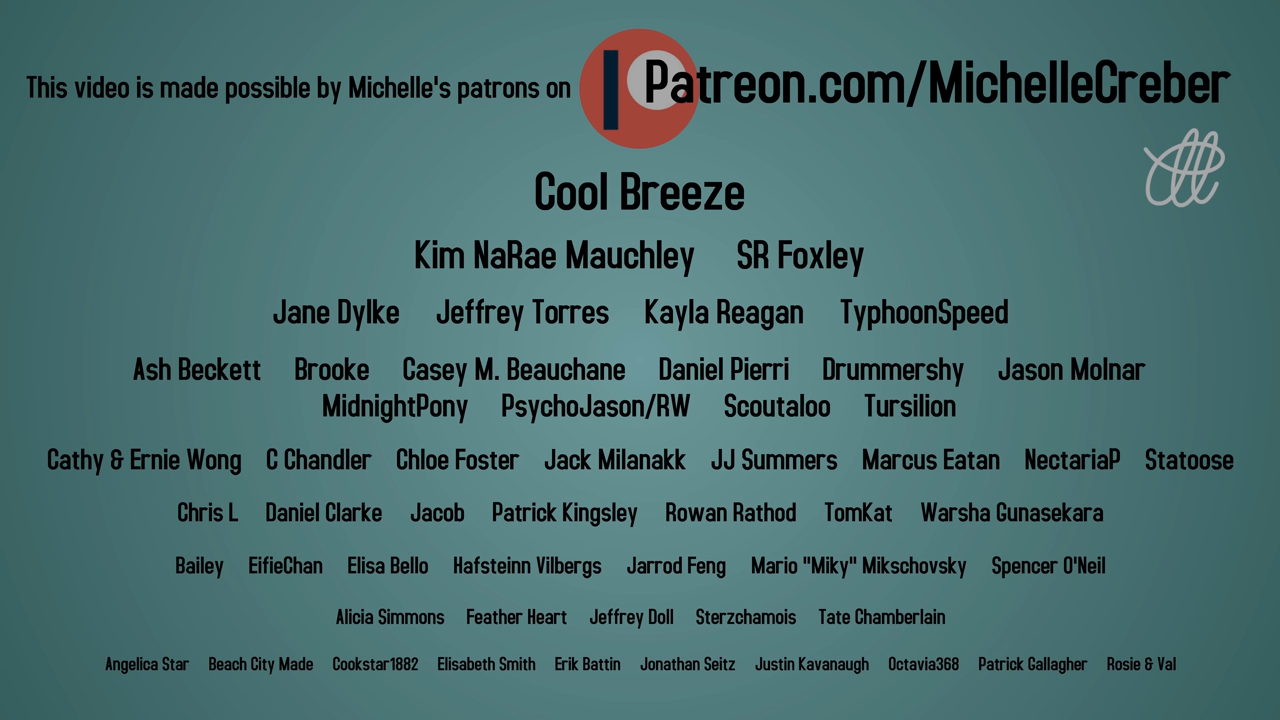 This video is made possible by Michelle's patrons on Patreon.com/MichelleCreber
Cool Breeze
Kim NaRae Mauchley SR Foxley
Jane Dylke Jeffrey Torres Kayla Reagan TyphoonSpeed
Ash Beckett Brooke Casey M. Beauchane Daniel Pierri Drummershy Jason Molnar
MidnightPony PsychoJason/RW Scoutaloo Tursilion
Cathy & Ernie Wong C Chandler Chloe Foster Jack Milanakk JJ Summers Marcus Eatan NectariaP Statoose
Chris L Daniel Clarke Jacob Patrick Kingsley Rowan Rathod TomKat Warsha Gunasekara
Bailey EifieChan Elisa Bello Hafsteinn Vilbergs Jarrod Feng Mario "Miky" Mikschovsky Spencer O'Neil
Alicia Simmons Feather Heart Jeffrey Doll Sterzchamois Tate Chamberlain
Angelica Star Beach City Made Cookstar1882 Elisabeth Smith Erik Battin Jonathan Seitz Justin Kavanaugh Octavia368 Patrick Gallagher Rosie & Val